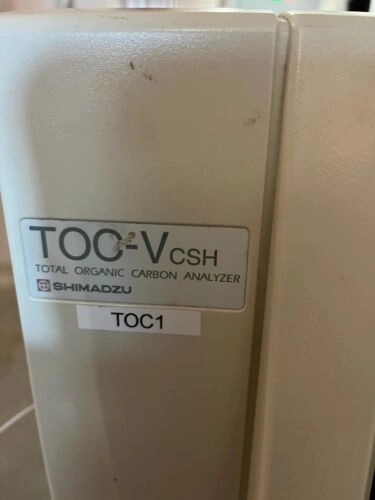 TOC-VCSH
TOTAL ORGANIC CARBON ANALYZER
SHIMADZU
TOC1